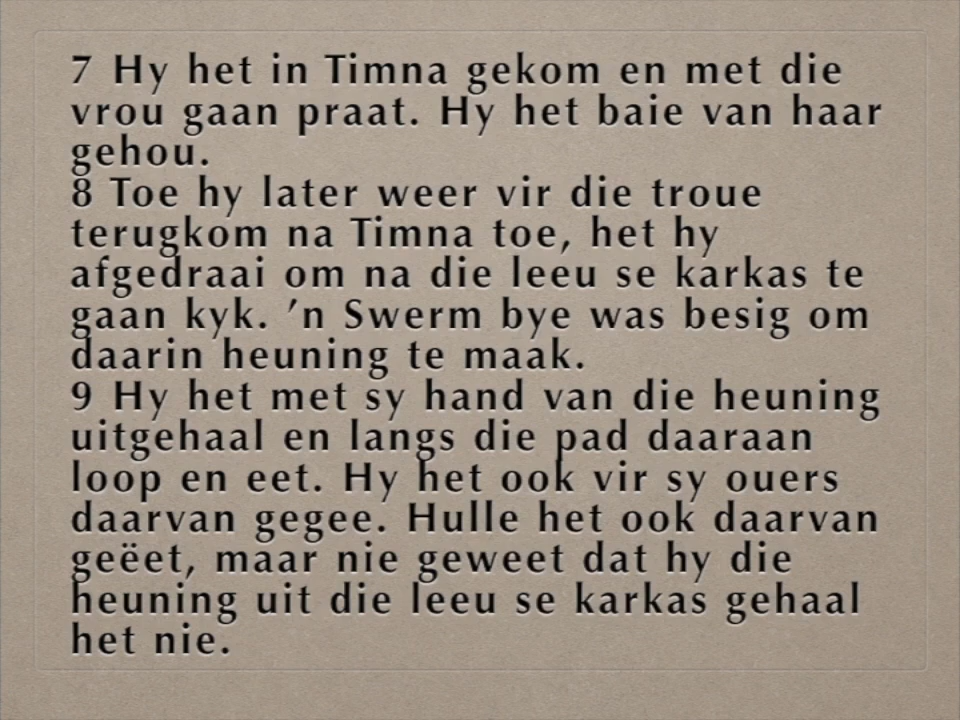 7 Hy het in Timna gekom en met die
vrou gaan praat. Hy het baie van haar
gehou.
8 Toe hy later weer vir die troue
terugkom na Timna toe, het hy
afgedraai om na die leeu se karkas te
gaan kyk. ’n Swerm bye was besig om
daarin heuning te maak.
9 Hy het met sy hand van die heuning
uitgehaal en langs die pad daaraan
loop en eet. Hy het ook vir sy ouers
daarvan gegee. Hulle het ook daarvan
geëet, maar nie geweet dat hy die
heuning uit die leeu se karkas gehaal
het nie.